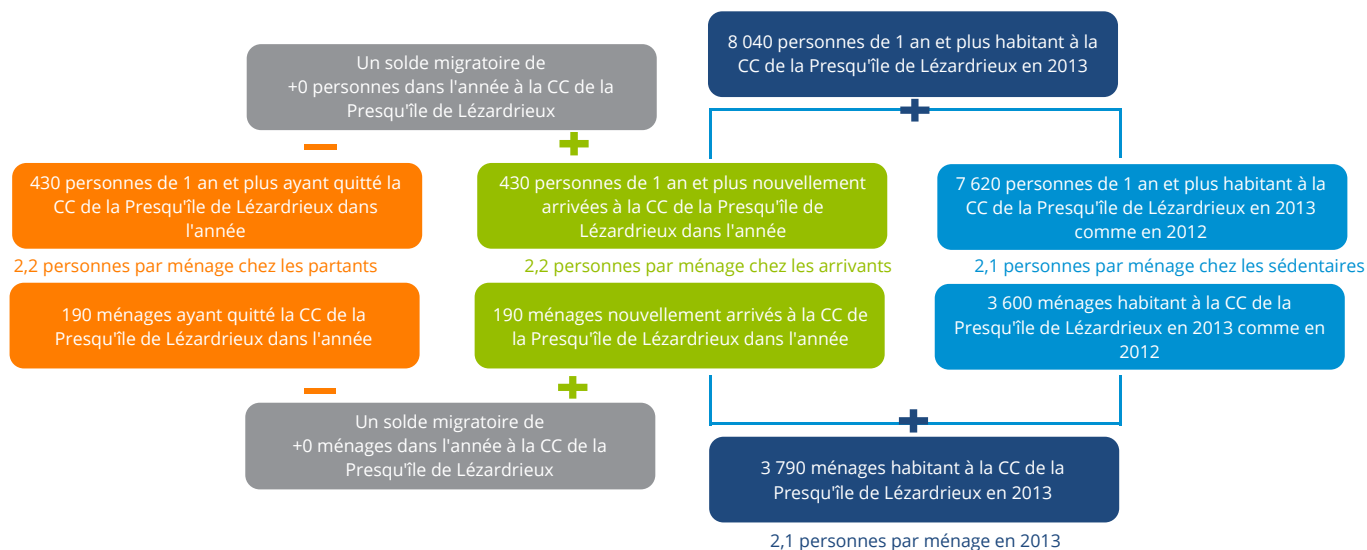 8 040 personnes de 1 an et plus habitant à la
CC de la Presqu'île de Lézardrieux en 2013
Un solde migratoire de
+0 personnes dans l'année à la CC de la
Presqu'île de Lézardrieux
430 personnes de 1 an et plus ayant quitté la
CC de la Presqu'île de Lézardrieux dans
l'année
430 personnes de 1 an et plus nouvellement
arrivées à la CC de la Presqu'île de
Lézardrieux dans l'année
7 620 personnes de 1 an et plus habitant à la
CC de la Presqu'île de Lézardrieux en 2013
comme en 2012
2,2 personnes par ménage chez les partants
2,2 personnes par ménage chez les arrivants
2,1 personnes par ménage chez les sédentaires
190 ménages ayant quitté la CC de la
Presqu'île de Lézardrieux dans l'année
190 ménages nouvellement arrivés à la CC de
la Presqu'île de Lézardrieux dans l'année
3 600 ménages habitant à la CC de la
Presqu'île de Lézardrieux en 2013 comme en
2012
Un solde migratoire de
+0 ménages dans l'année à la CC de la
Presqu'île de Lézardrieux
3 790 ménages habitant à la CC de la
Presqu'île de Lézardrieux en 2013
2,1 personnes par ménage en 2013